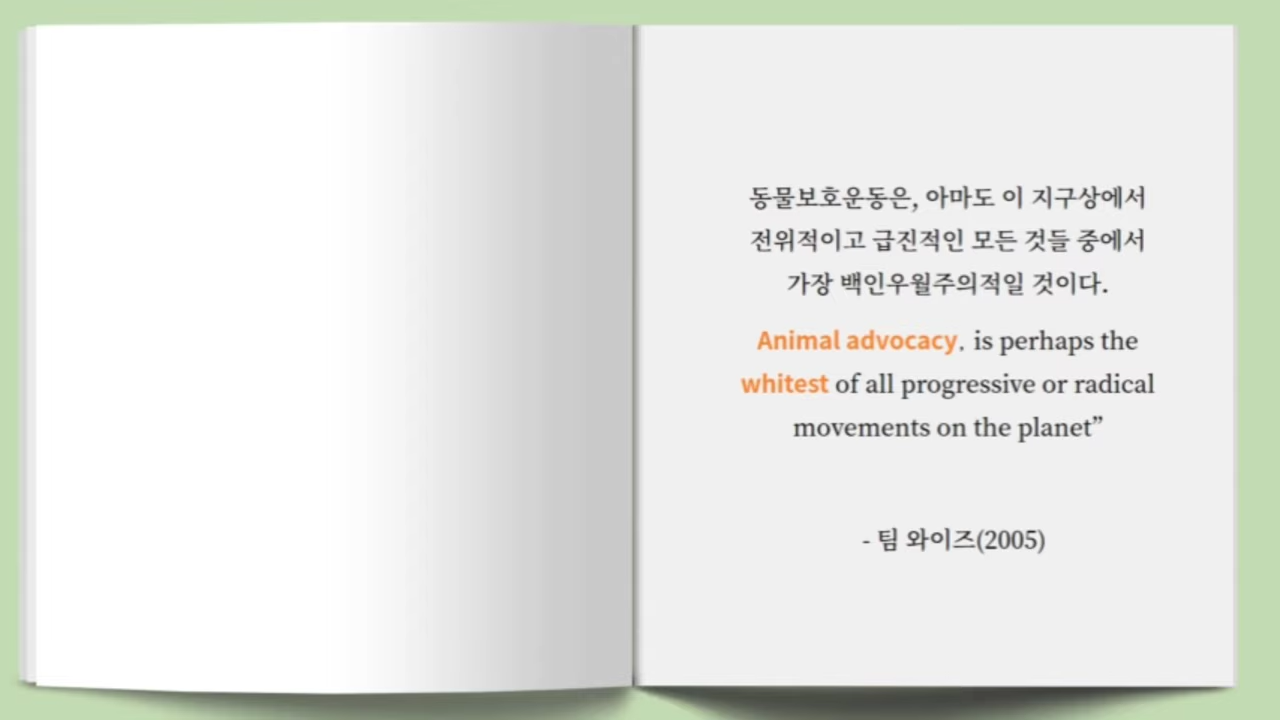 동물보호운동은, 아마도 이 지구상에서
전위적이고 급진적인 모든 것들 중에서
가장 백인우월주의적일 것이다.
Animal advocacy, is perhaps the
whitest of all progressive or radical
movements on the planet”
- 팀 와이즈(2005)